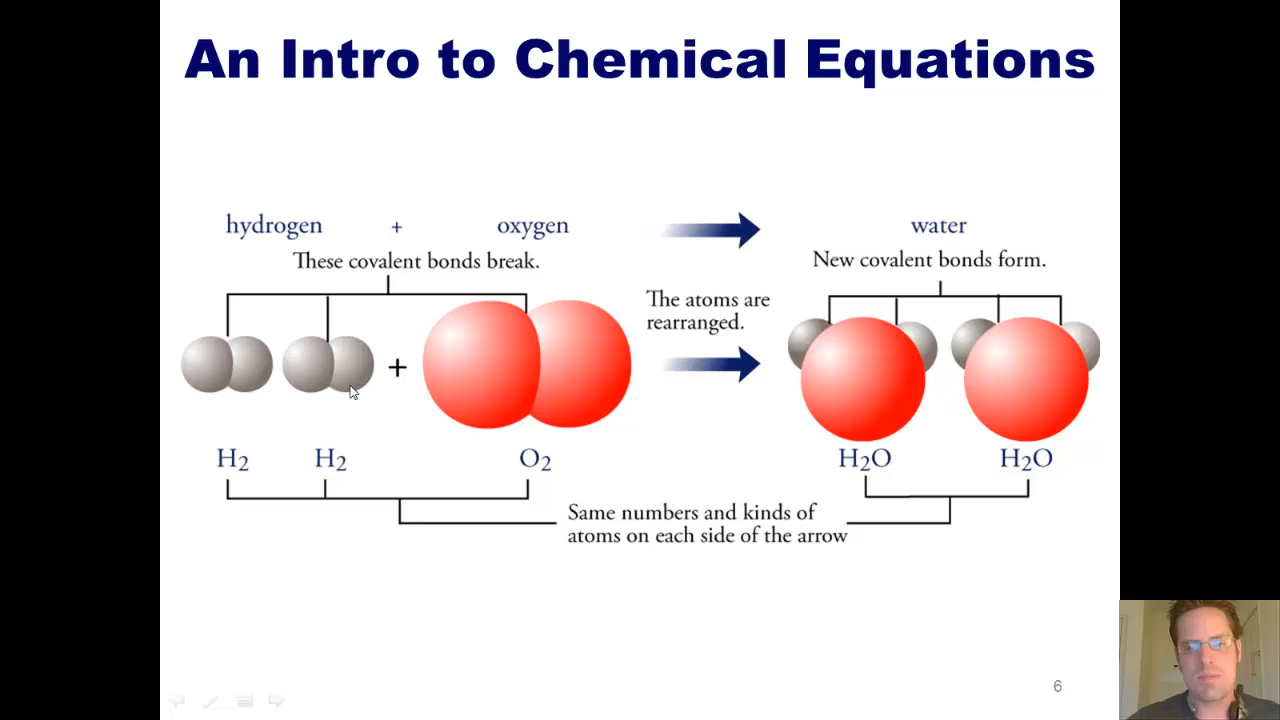 An Intro to Chemical Equations
hydrogen + oxygen water
These covalent bonds break.
New covalent bonds form.
The atoms are
rearranged.
+
H2 H2 O2 H2O H2O
Same numbers and kinds of
atoms on each side of the arrow
6